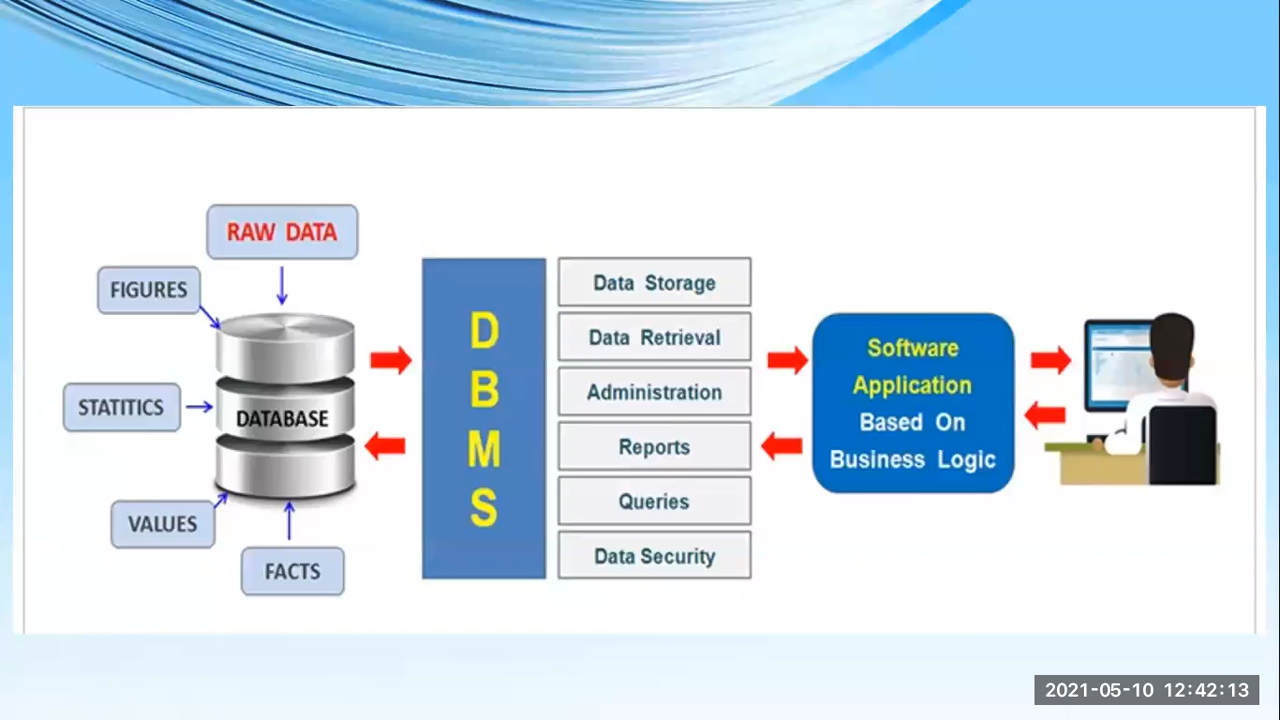 RAW DATA
FIGURES
STATITICS
DATABASE
VALUES
FACTS
D
B
M
S
Data Storage
Data Retrieval
Administration
Reports
Queries
Data Security
Software
Application
Based On
Business Logic
2021-05-10 12:42:13